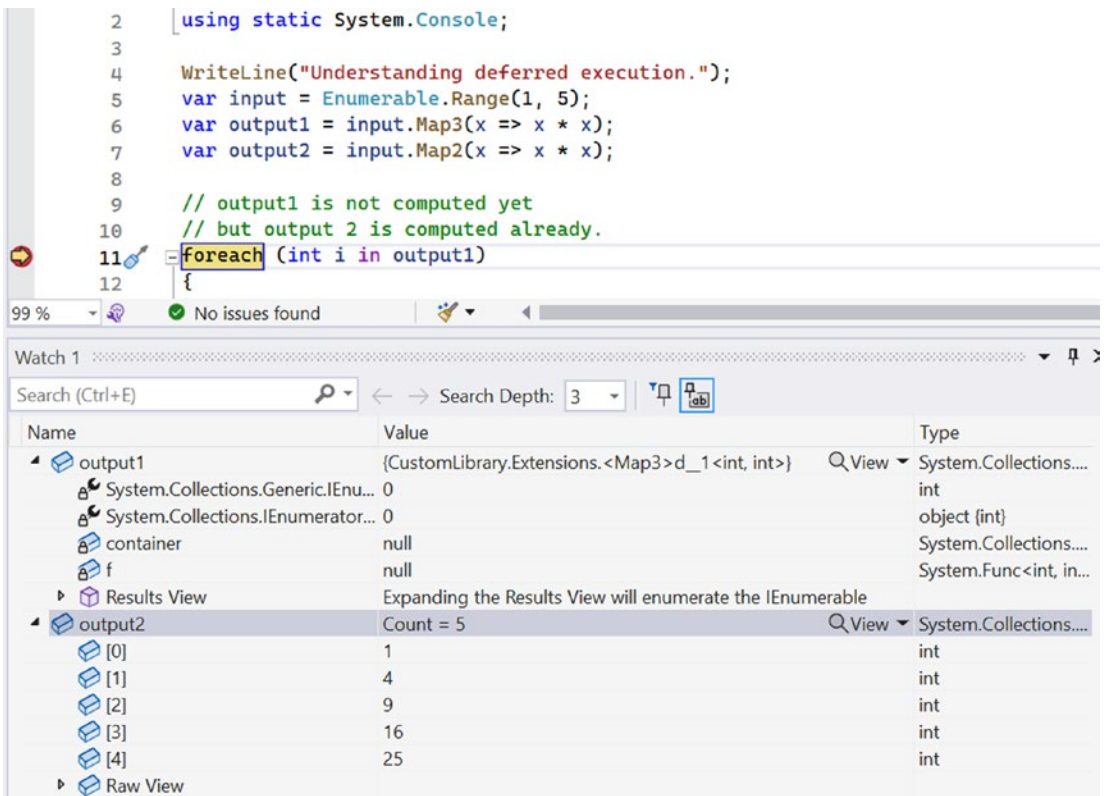 2 using static System.Console;
3
4 WriteLine("Understanding deferred execution.");
5 var input = Enumerable.Range(1, 5);
6 var output1 = input.Map3(x => x * x);
7 var output2 = input.Map2(x => x * x);
8
9 // output1 is not computed yet
10 // but output 2 is computed already.
11 foreach (int i in output1)
12 {
99 % No issues found
Watch 1
Search (Ctrl+E) Search Depth: 3
Name Value Type
output1 {CustomLibrary.Extensions.<Map3>d__1<int, int>} View System.Collections....
System.Collections.Generic.IEnu... 0 int
System.Collections.IEnumerator... 0 object {int}
container null System.Collections....
f null System.Func<int, in...
Results View Expanding the Results View will enumerate the IEnumerable
output2 Count = 5 View System.Collections....
[0] 1 int
[1] 4 int
[2] 9 int
[3] 16 int
[4] 25 int
Raw View